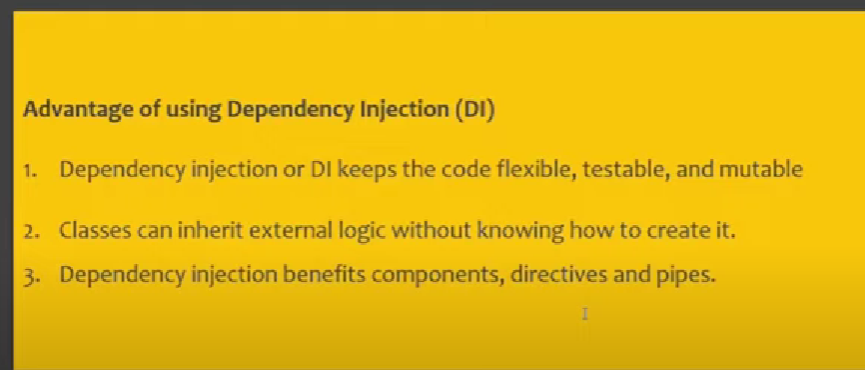 Advantage of using Dependency Injection (DI)
1. Dependency injection or DI keeps the code flexible, testable, and mutable
2. Classes can inherit external logic without knowing how to create it.
3. Dependency injection benefits components, directives and pipes.